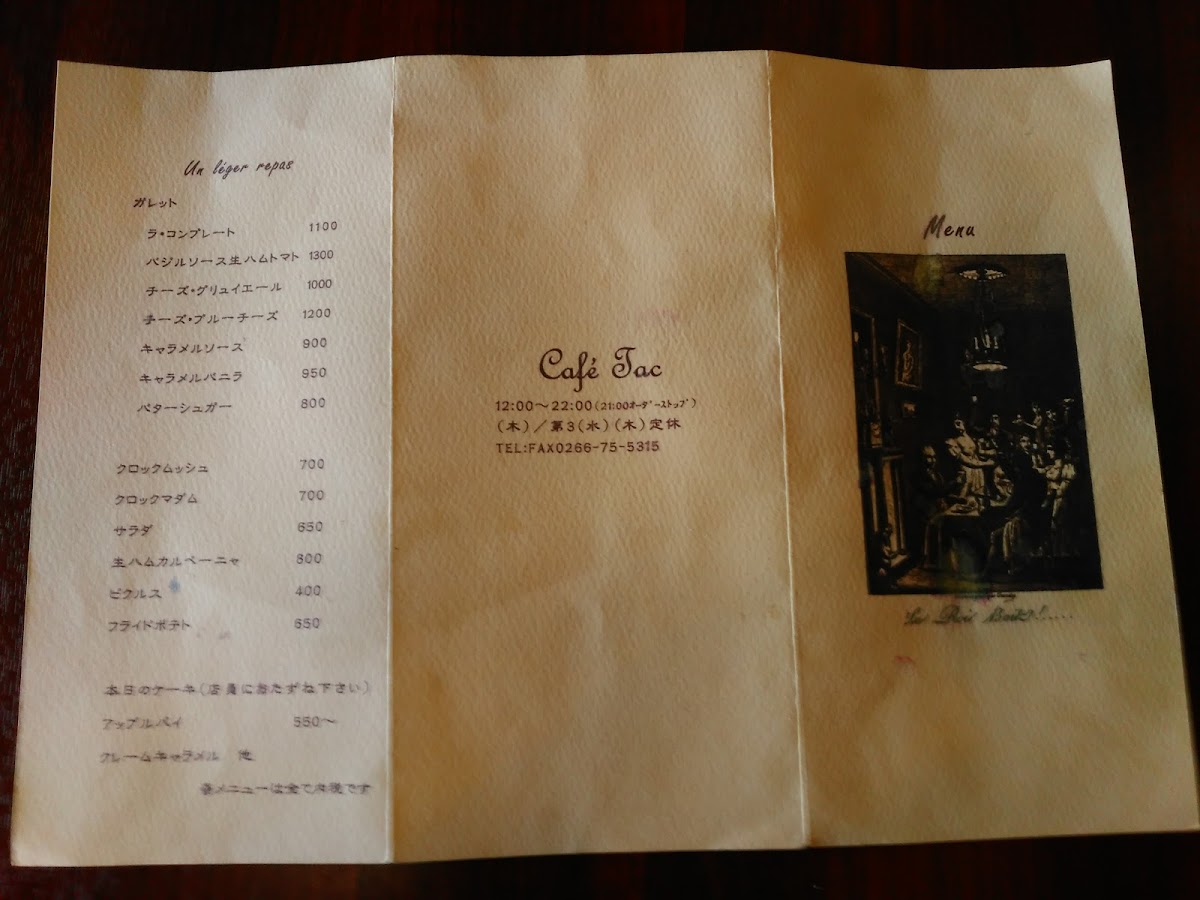 Un léger repas
ガレット
ラ・コンプレート 1100
バジルソース生ハムトマト 1300
チーズ・グリュイエール 1000
チーズ・ブルーチーズ 1200
キャラメルソース 900
キャラメルバニラ 950
バターシュガー 800
クロックムッシュ 700
クロックマダム 700
サラダ 650
生ハムカルペーニャ 800
ピクルス 400
フライドポテト 650
本日のケーキ(店員におたずね下さい)
アップルパイ 550〜
クレームキャラメル 他
メニューは全て内税です
Café Tac
12:00〜22:00(21:00オーダーストップ)
(木)/第3(水)(木)定休
TEL:FAX0266-75-5315
Menu